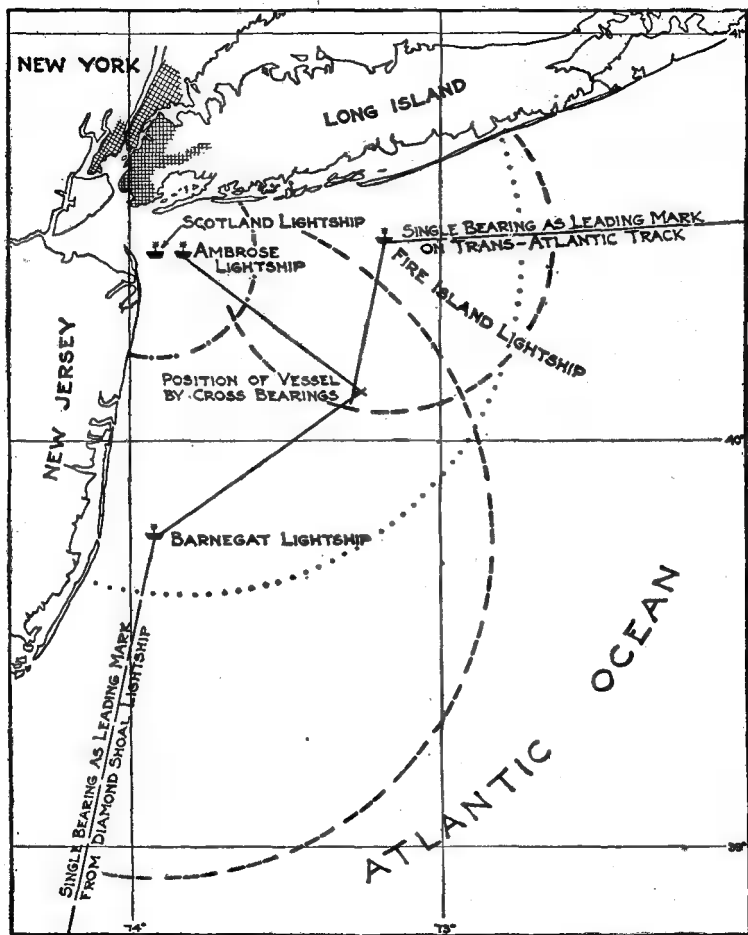 41°
NEW YORK
LONG ISLAND
SCOTLAND LIGHTSHIP
AMBROSE
LIGHTSHIP
SINGLE BEARING AS LEADING MARK
ON TRANS-ATLANTIC TRACK
FIRE ISLAND LIGHTSHIP
POSITION OF VESSEL
BY CROSS BEARINGS
NEW JERSEY
40°
BARNEGAT LIGHTSHIP
SINGLE BEARING AS LEADING MARK
FROM DIAMOND SHOAL LIGHTSHIP
ATLANTIC OCEAN
39°
74°
73°